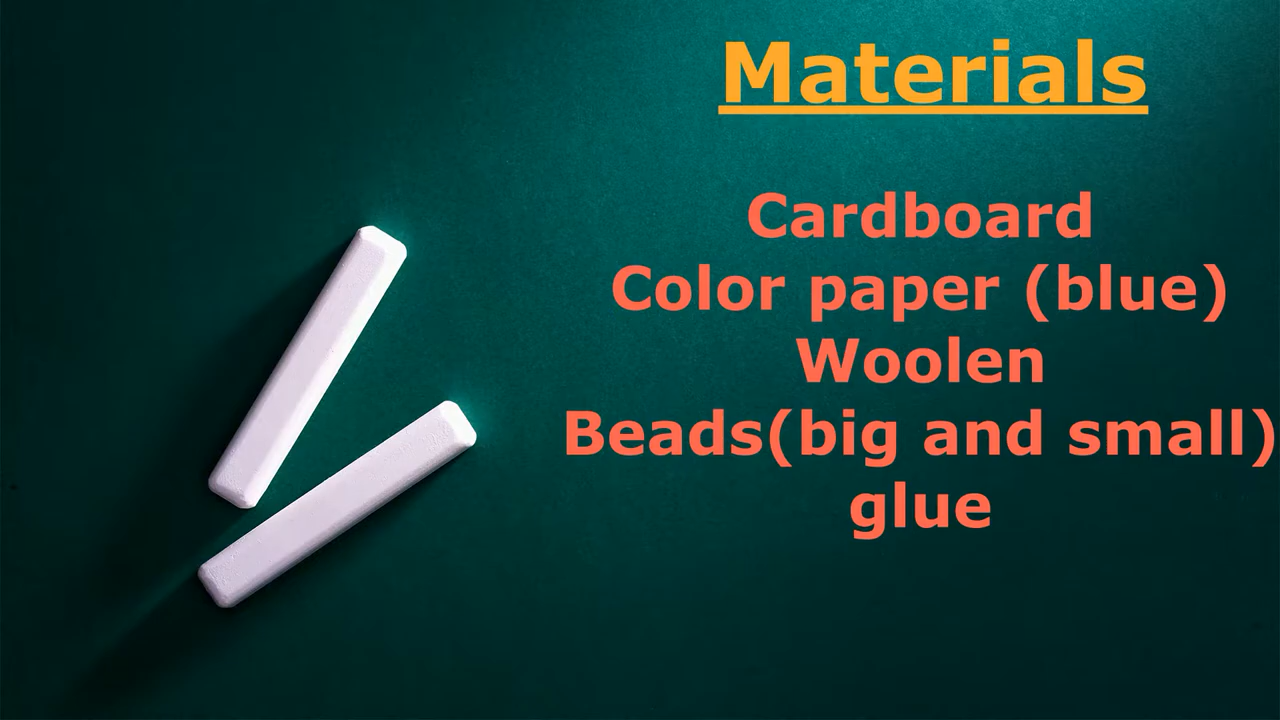 Materials
Cardboard
Color paper (blue)
Woolen
Beads(big and small)
glue